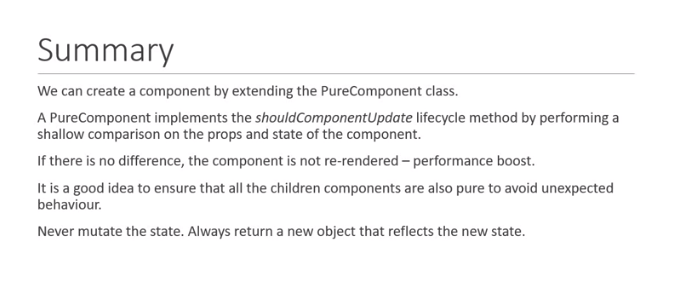 Summary
We can create a component by extending the PureComponent class.
A PureComponent implements the shouldComponentUpdate lifecycle method by performing a
shallow comparison on the props and state of the component.
If there is no difference, the component is not re-rendered – performance boost.
It is a good idea to ensure that all the children components are also pure to avoid unexpected
behaviour.
Never mutate the state. Always return a new object that reflects the new state.